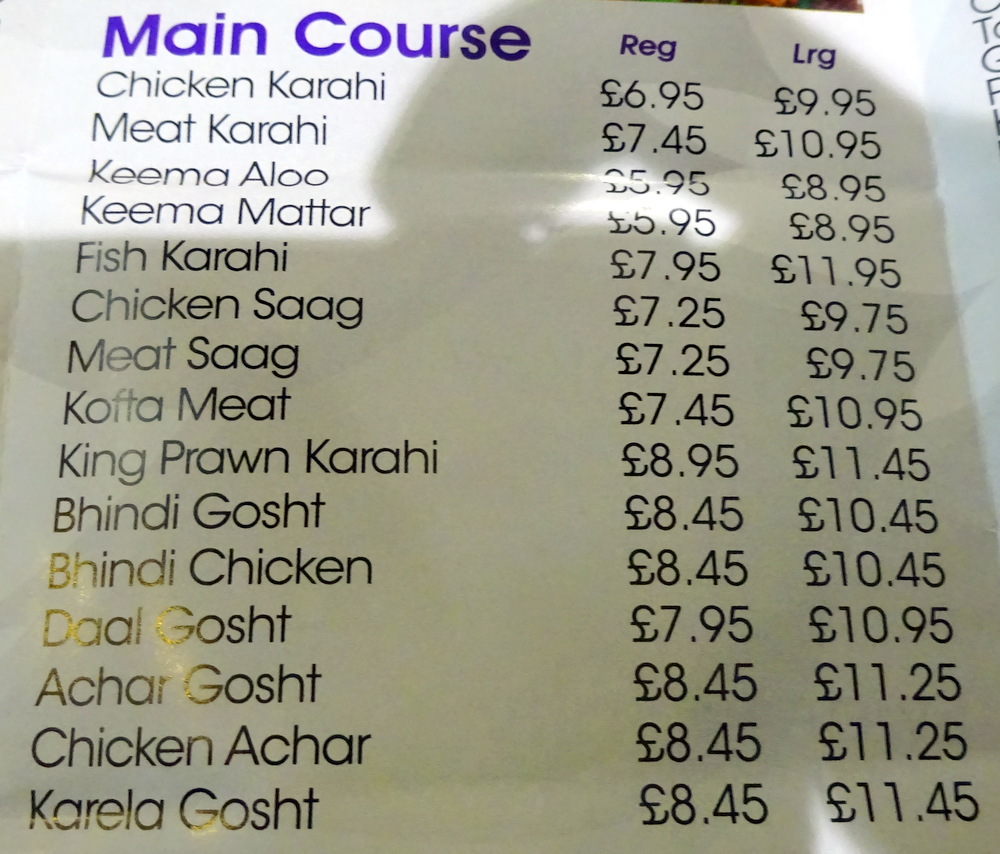 Main Course Reg Lrg
Chicken Karahi £6.95 £9.95
Meat Karahi £7.45 £10.95
Keema Aloo £5.95 £8.95
Keema Mattar £5.95 £8.95
Fish Karahi £7.95 £11.95
Chicken Saag £7.25 £9.75
Meat Saag £7.25 £9.75
Kofta Meat £7.45 £10.95
King Prawn Karahi £8.95 £11.45
Bhindi Gosht £8.45 £10.45
Bhindi Chicken £8.45 £10.45
Daal Gosht £7.95 £10.95
Achar Gosht £8.45 £11.25
Chicken Achar £8.45 £11.25
Karela Gosht £8.45 £11.45